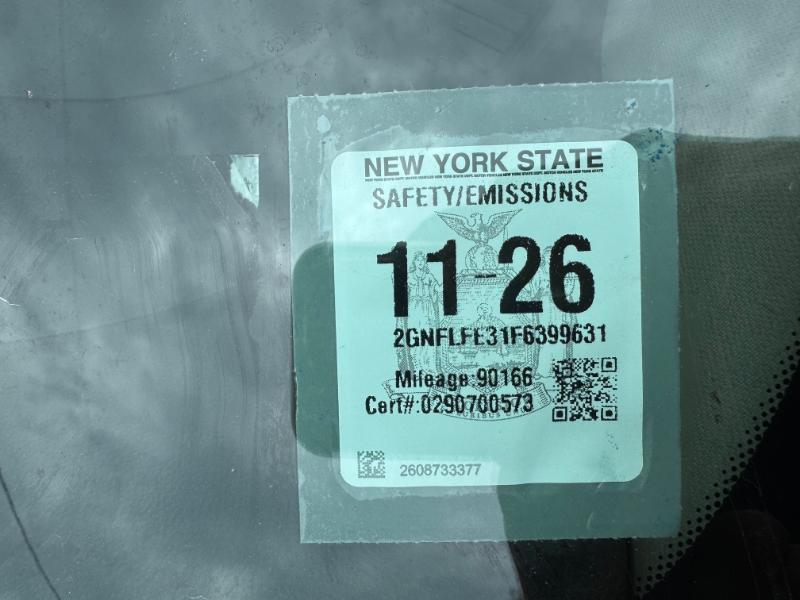 NEW YORK STATE
SAFETY/EMISSIONS
11-26
2GNFLFE31F6399631
Mileage:90166
Cert#:0290700573
2608733377